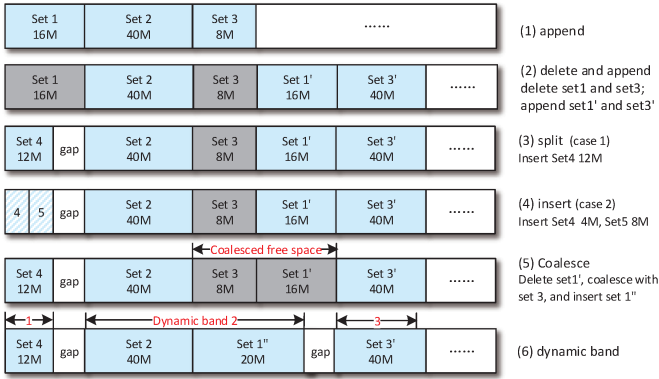 Set 1 Set 2 Set 3
16M 40M 8M
……
(1) append
Set 1 Set 2 Set 3 Set 1' Set 3'
16M 40M 8M 16M 40M
……
(2) delete and append
delete set1 and set3;
append set1' and set3'
Set 4 gap Set 2 Set 3 Set 1' Set 3'
12M 40M 8M 16M 40M
……
(3) split (case 1)
Insert Set4 12M
4 5 gap Set 2 Set 3 Set 1' Set 3'
40M 8M 16M 40M
……
(4) insert (case 2)
Insert Set4 4M, Set5 8M
Coalesced free space
Set 4 gap Set 2 Set 3 Set 1' Set 3'
12M 40M 8M 16M 40M
……
(5) Coalesce
Delete set1', coalesce with
set 3, and insert set 1"
1 Dynamic band 2 3
Set 4 gap Set 2 Set 1" gap Set 3'
12M 40M 20M 40M
……
(6) dynamic band